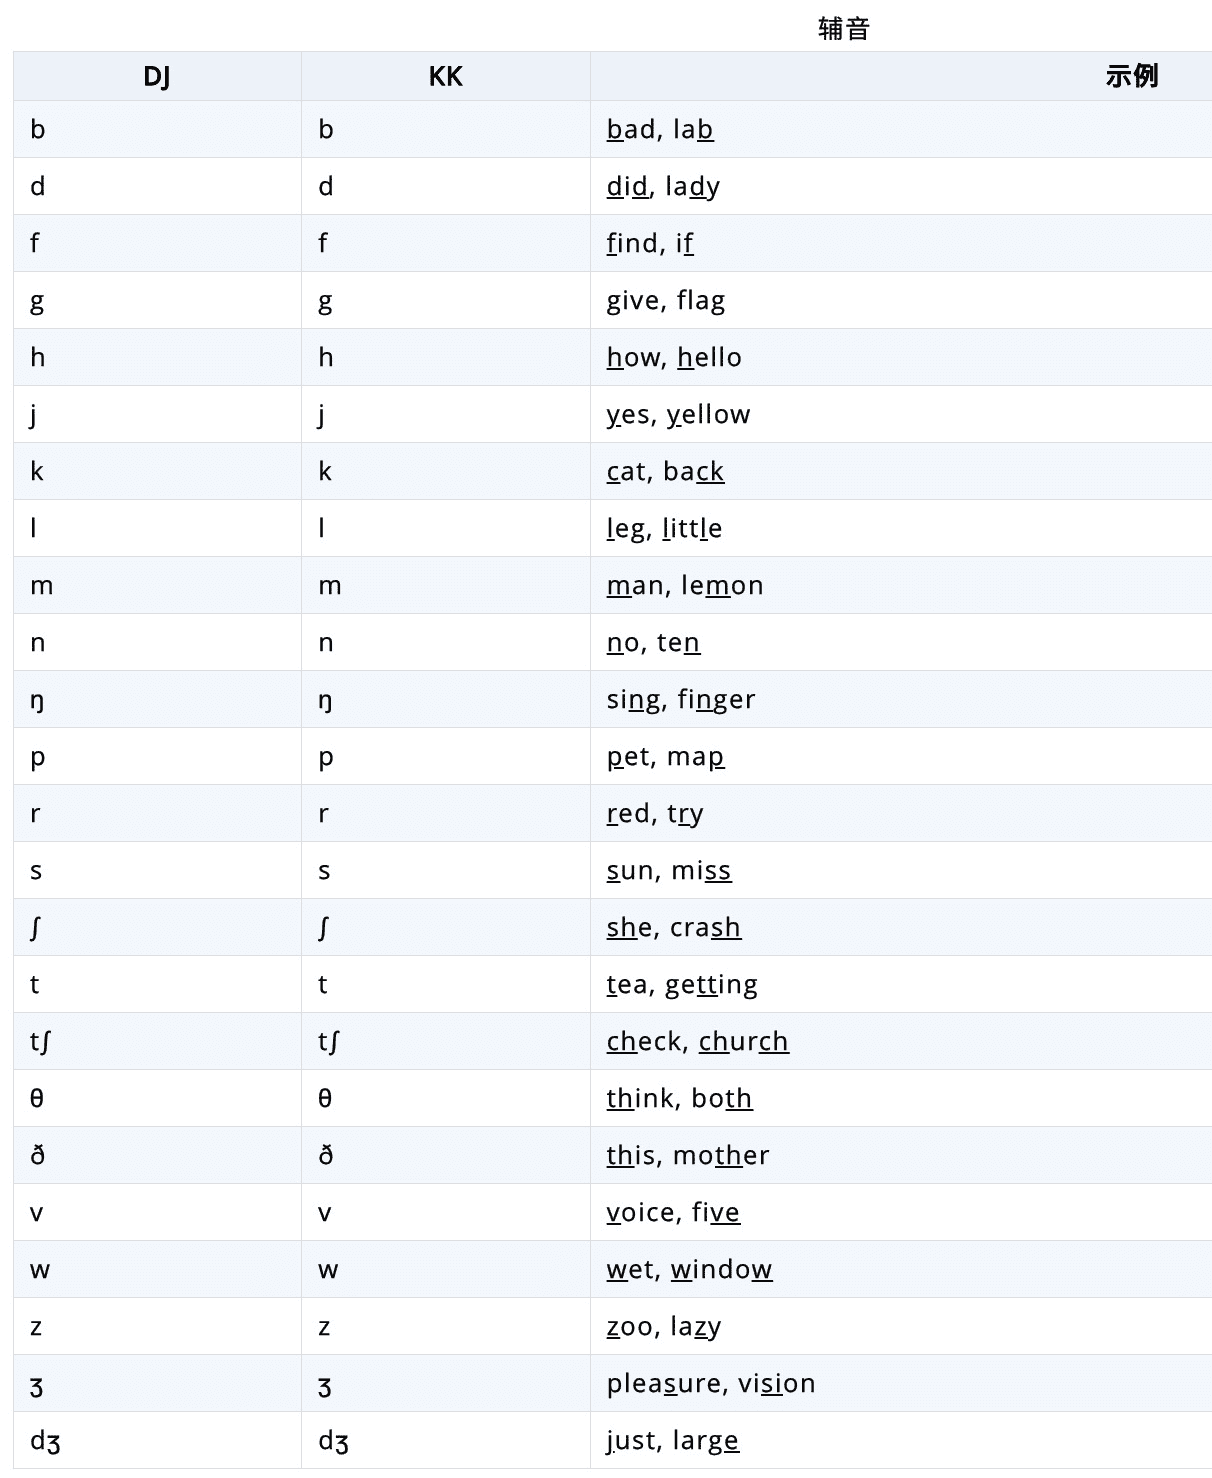 辅音
DJ KK 示例
b b bad, lab
d d did, lady
f f find, if
g g give, flag
h h how, hello
j j yes, yellow
k k cat, back
l l leg, little
m m man, lemon
n n no, ten
ŋ ŋ sing, finger
p p pet, map
r r red, try
s s sun, miss
ʃ ʃ she, crash
t t tea, getting
tʃ tʃ check, church
θ θ think, both
ð ð this, mother
v v voice, five
w w wet, window
z z zoo, lazy
ʒ ʒ pleasure, vision
dʒ dʒ just, large